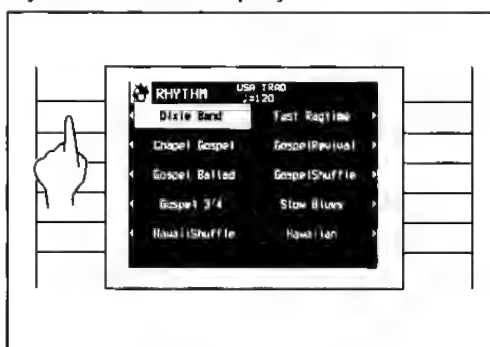 RHYTHM USA TRAD
♩=120
Dixie Band Fast Ragtime
Chapel Gospel GospelRevival
Gospel Ballad GospelShuffle
Gospel 3/4 Slow Blues
HawaiiShuffle Hawaiian